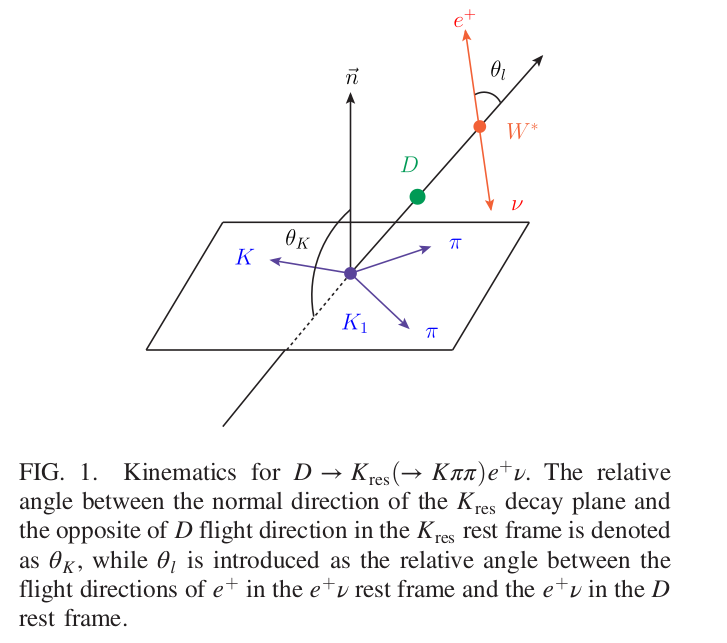 e⁺
θ_l
n⃗
W*
D
ν
θ_K
K
π
K₁
π
FIG. 1. Kinematics for D → K_res(→ Kππ)e⁺ν. The relative
angle between the normal direction of the K_res decay plane and
the opposite of D flight direction in the K_res rest frame is denoted
as θ_K, while θ_l is introduced as the relative angle between the
flight directions of e⁺ in the e⁺ν rest frame and the e⁺ν in the D
rest frame.